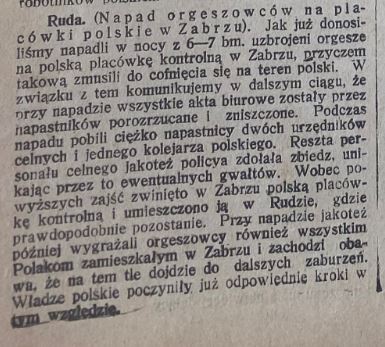 Ruda. (Napad orgeszowców na pla-
cówki polskie w Zabrzu). Jak już donosi-
liśmy napadli w nocy z 6—7 bm. uzbrojeni orgesze
na polską placówkę kontrolną w Zabrzu, przyczem
takową zmusili do cofnięcia się na teren polski. W
związku z tem komunikujemy w dalszym ciągu, że
przy napadzie wszystkie akta biurowe zostały przez
napastników porozrzucane i zniszczone. Podczas
napadu pobili ciężko napastnicy dwóch urzędników
celnych i jednego kolejarza polskiego. Reszta per-
sonału celnego jakoteż policya zdołała zbiedz, uni-
kając przez to ewentualnych gwałtów. Wobec po-
wyższych zajść zwinięto w Zabrzu polską placów-
kę kontrolną i umieszczono ją w Rudzie, gdzie
prawdopodobnie pozostanie. Przy napadzie jakoteż
później wygrażali orgeszowcy również wszystkim
Polakom zamieszkałym w Zabrzu i zachodzi oba-
wa, że na tem tle dojdzie do dalszych zaburzeń.
Władze polskie poczyniły już odpowiednie kroki w
tym względzie.